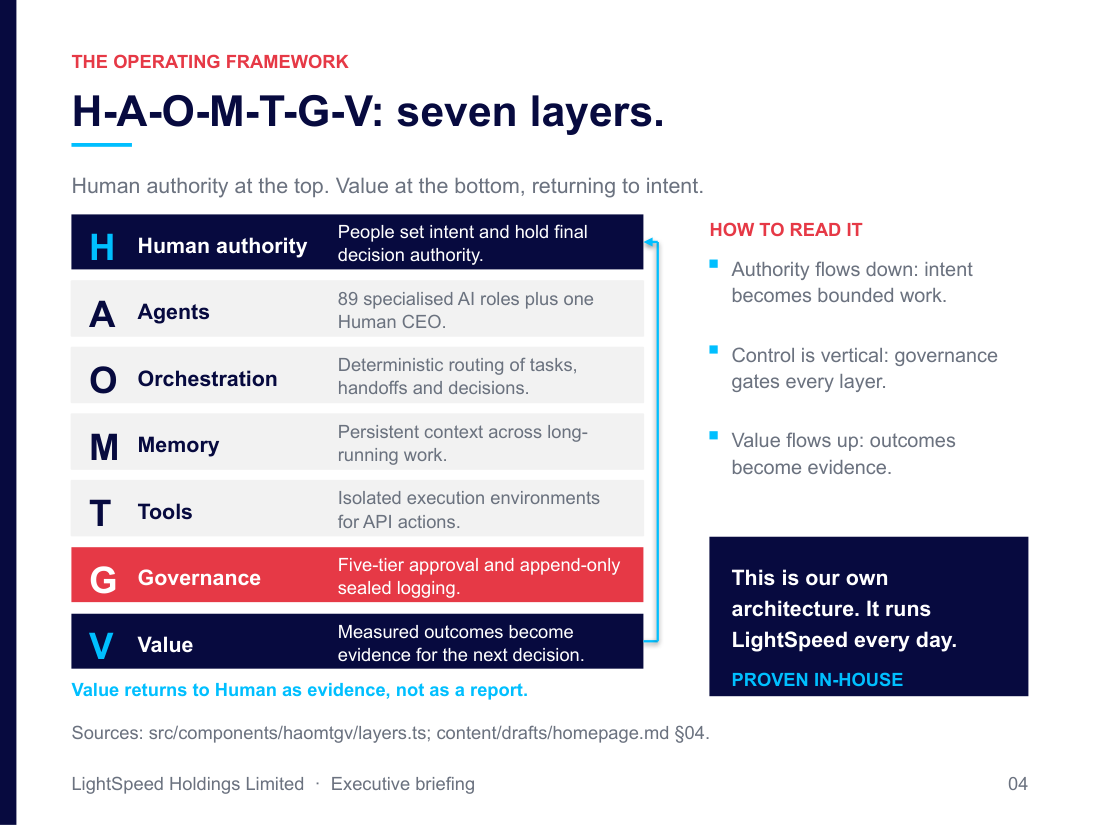 THE OPERATING FRAMEWORK
H-A-O-M-T-G-V: seven layers.
Human authority at the top. Value at the bottom, returning to intent.
H
Human authority
People set intent and hold final
decision authority.
A
Agents
89 specialised AI roles plus one
Human CEO.
O
Orchestration
Deterministic routing of tasks,
handoffs and decisions.
M
Memory
Persistent context across long-
running work.
T
Tools
Isolated execution environments
for API actions.
G
Governance
Five-tier approval and append-only
sealed logging.
V
Value
Measured outcomes become
evidence for the next decision.
Value returns to Human as evidence, not as a report.
HOW TO READ IT
Authority flows down: intent
becomes bounded work.
Control is vertical: governance
gates every layer.
Value flows up: outcomes
become evidence.
This is our own
architecture. It runs
LightSpeed every day.
PROVEN IN-HOUSE
Sources: src/components/haomtgv/layers.ts; content/drafts/homepage.md §04.
LightSpeed Holdings Limited · Executive briefing
04